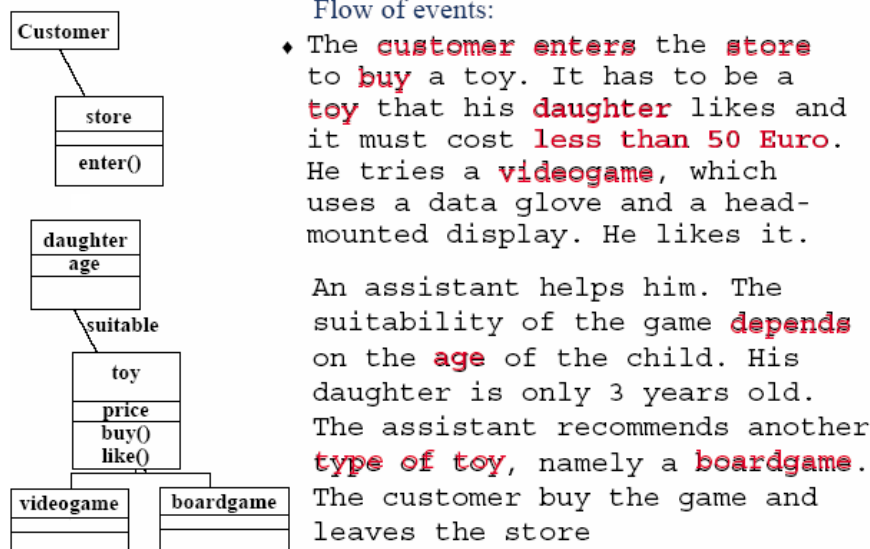 Customer
store
enter()
daughter
age
suitable
toy
price
buy()
like()
videogame
boardgame
Flow of events:
♦ The customer enters the store
to buy a toy. It has to be a
toy that his daughter likes and
it must cost less than 50 Euro.
He tries a videogame, which
uses a data glove and a head-
mounted display. He likes it.
An assistant helps him. The
suitability of the game depends
on the age of the child. His
daughter is only 3 years old.
The assistant recommends another
type of toy, namely a boardgame.
The customer buy the game and
leaves the store